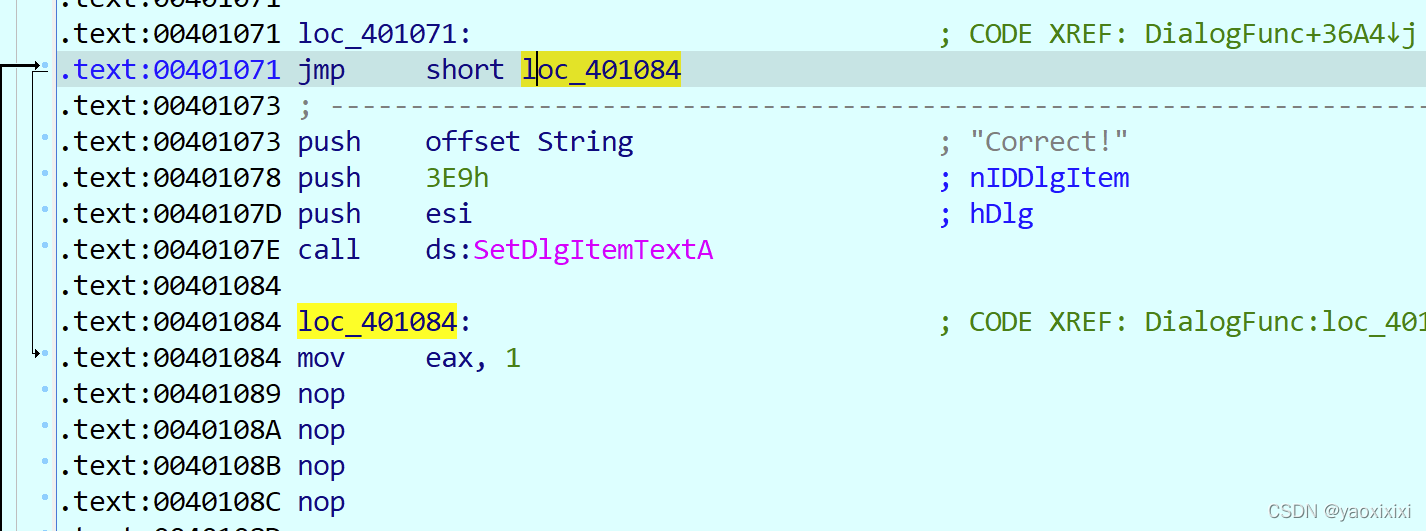 .text:00401071
.text:00401071 loc_401071: ; CODE XREF: DialogFunc+36A4↓j
.text:00401071 jmp short loc_401084
.text:00401073 ; ---------------------------------------------------------------------------
.text:00401073 push offset String ; "Correct!"
.text:00401078 push 3E9h ; nIDDlgItem
.text:0040107D push esi ; hDlg
.text:0040107E call ds:SetDlgItemTextA
.text:00401084
.text:00401084 loc_401084: ; CODE XREF: DialogFunc:loc_401
.text:00401084 mov eax, 1
.text:00401089 nop
.text:0040108A nop
.text:0040108B nop
.text:0040108C nop
CSDN @yaoxixixi